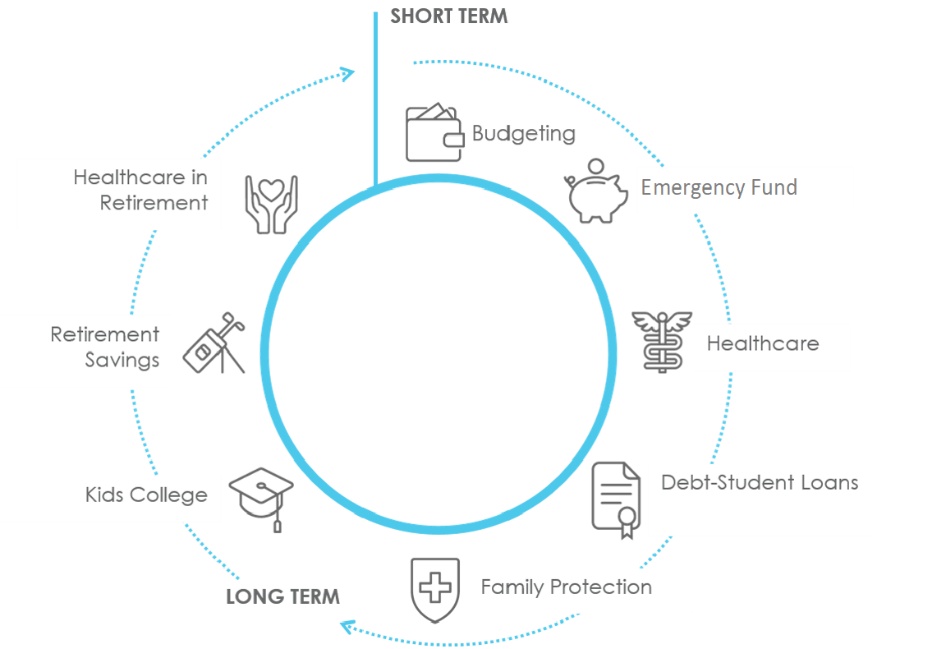 SHORT TERM
Budgeting
Emergency Fund
Healthcare
Debt-Student Loans
Family Protection
LONG TERM
Kids College
Retirement
Savings
Healthcare in
Retirement